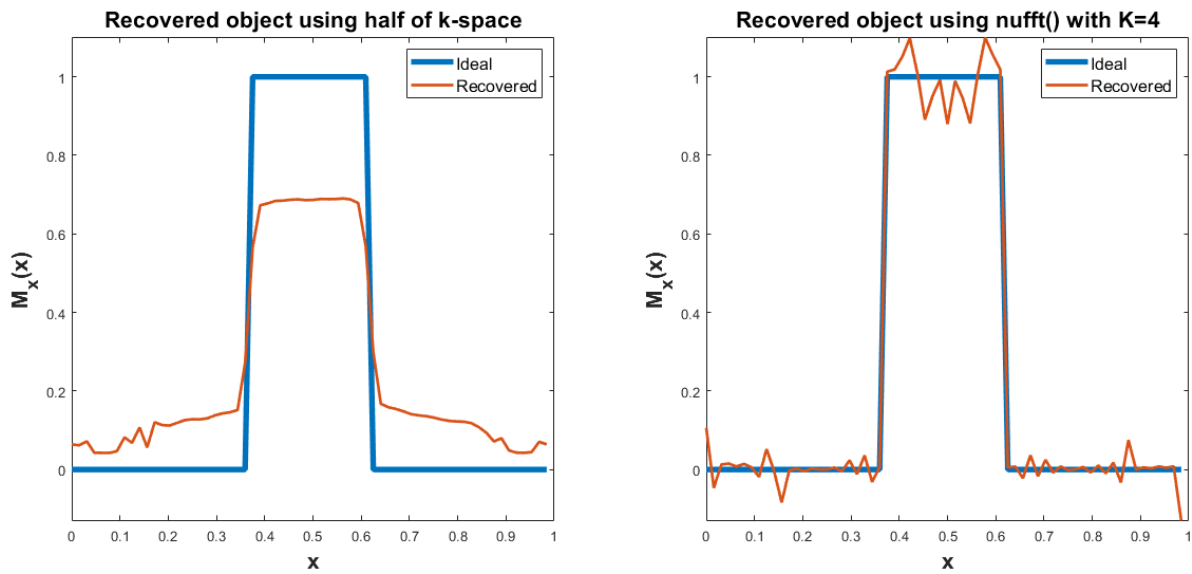 Recovered object using half of k-space
Ideal
Recovered
1
0.8
0.6
0.4
0.2
0
M_x(x)
0 0.1 0.2 0.3 0.4 0.5 0.6 0.7 0.8 0.9 1
x
Recovered object using nufft() with K=4
Ideal
Recovered
1
0.8
0.6
0.4
0.2
0
M_x(x)
0 0.1 0.2 0.3 0.4 0.5 0.6 0.7 0.8 0.9 1
x